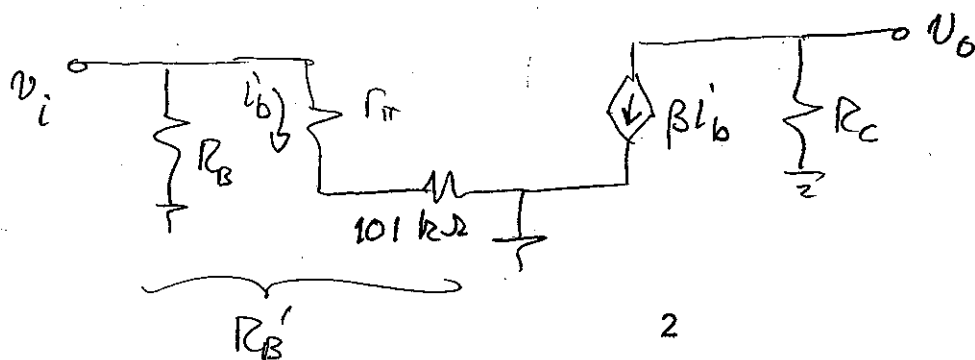 v_i
R_B
i_b
r_π
101 kΩ
βi_b
R_C
v_o
R_B'
2